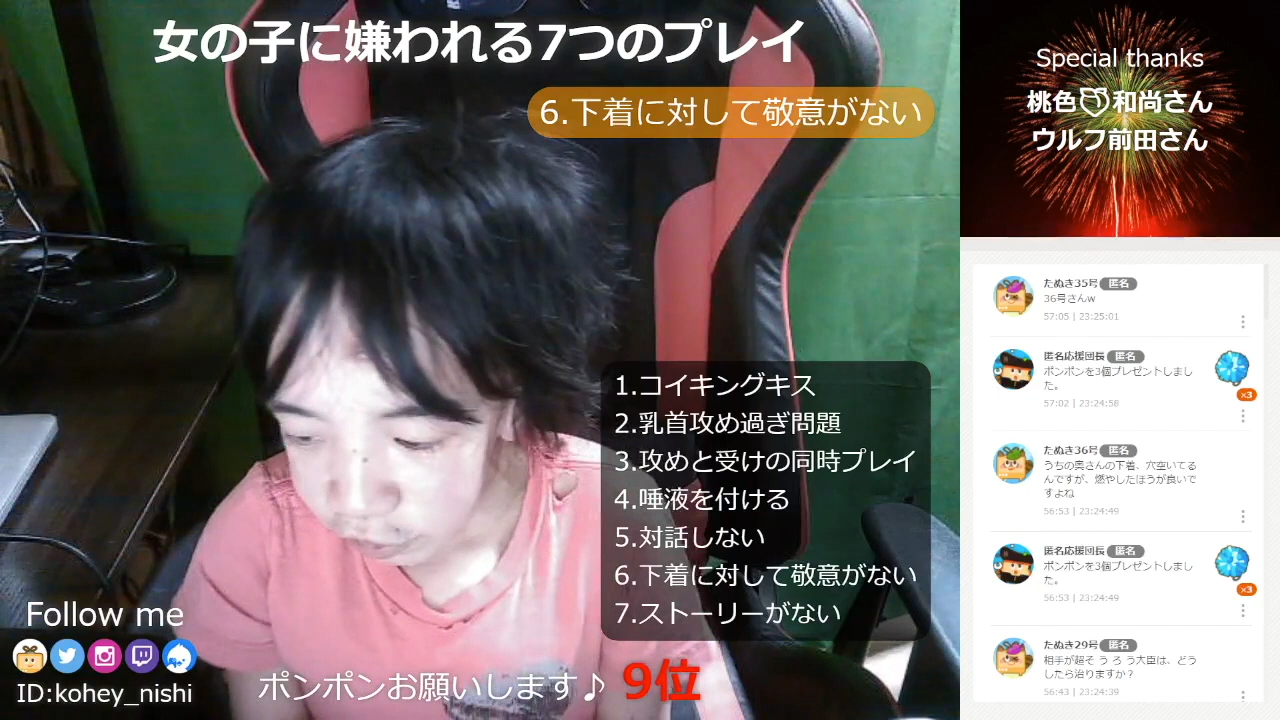 女の子に嫌われる7つのプレイ
6.下着に対して敬意がない
1.コイキングキス
2.乳首攻め過ぎ問題
3.攻めと受けの同時プレイ
4.唾液を付ける
5.対話しない
6.下着に対して敬意がない
7.ストーリーがない
Follow me
ID:kohey_nishi
ポンポンお願いします♪ 9位
Special thanks
桃色🍑和尚さん
ウルフ前田さん
たぬき35号 匿名
36号さんw
57:05 | 23:25:01
匿名応援団長 匿名
ポンポンを3個プレゼントしまし
た。
×3
57:02 | 23:24:58
たぬき36号 匿名
うちの奥さんの下着、穴空いてる
んですが、燃やしたほうが良いで
すよね
56:53 | 23:24:49
匿名応援団長 匿名
ポンポンを3個プレゼントしまし
た。
×3
56:53 | 23:24:49
たぬき29号 匿名
相手が超そ う ろ う大臣は、どう
したら治りますか？
56:43 | 23:24:39